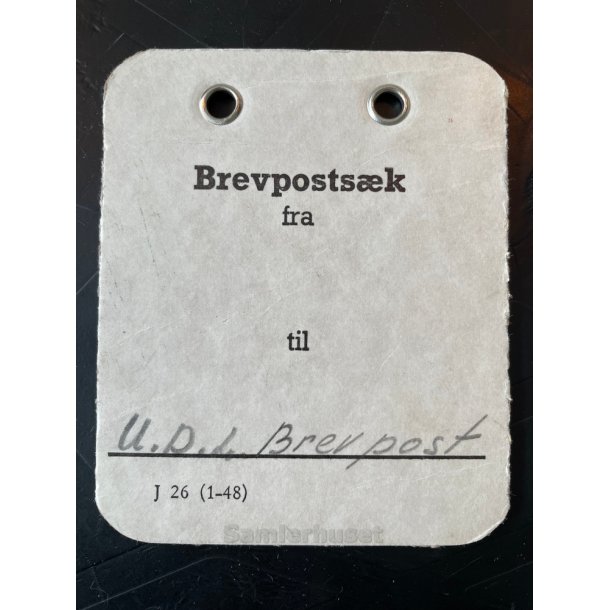 Brevpostsæk
fra
til
U.D.L. Brevpost
J 26 (1-48)
Samlerhuset